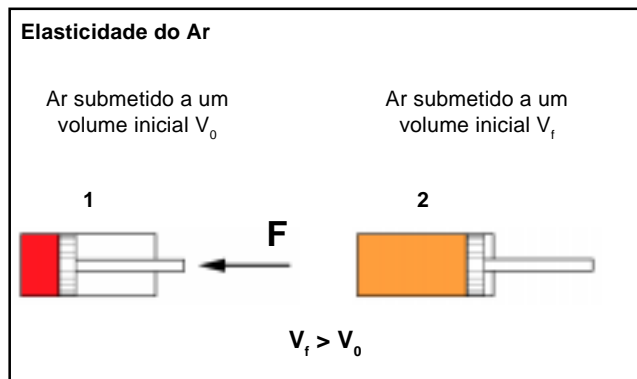 Elasticidade do Ar
Ar submetido a um
volume inicial V₀
Ar submetido a um
volume inicial Vf
1
2
F
Vf > V₀